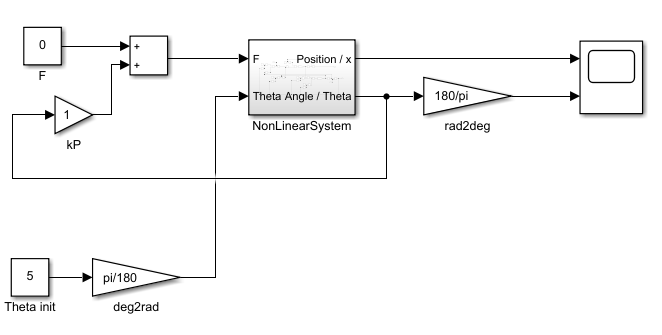 0
F
+
+
1
kP
F
Position / x
Theta
Angle / Theta
NonLinearSystem
180/pi
rad2deg
5
Theta init
pi/180
deg2rad